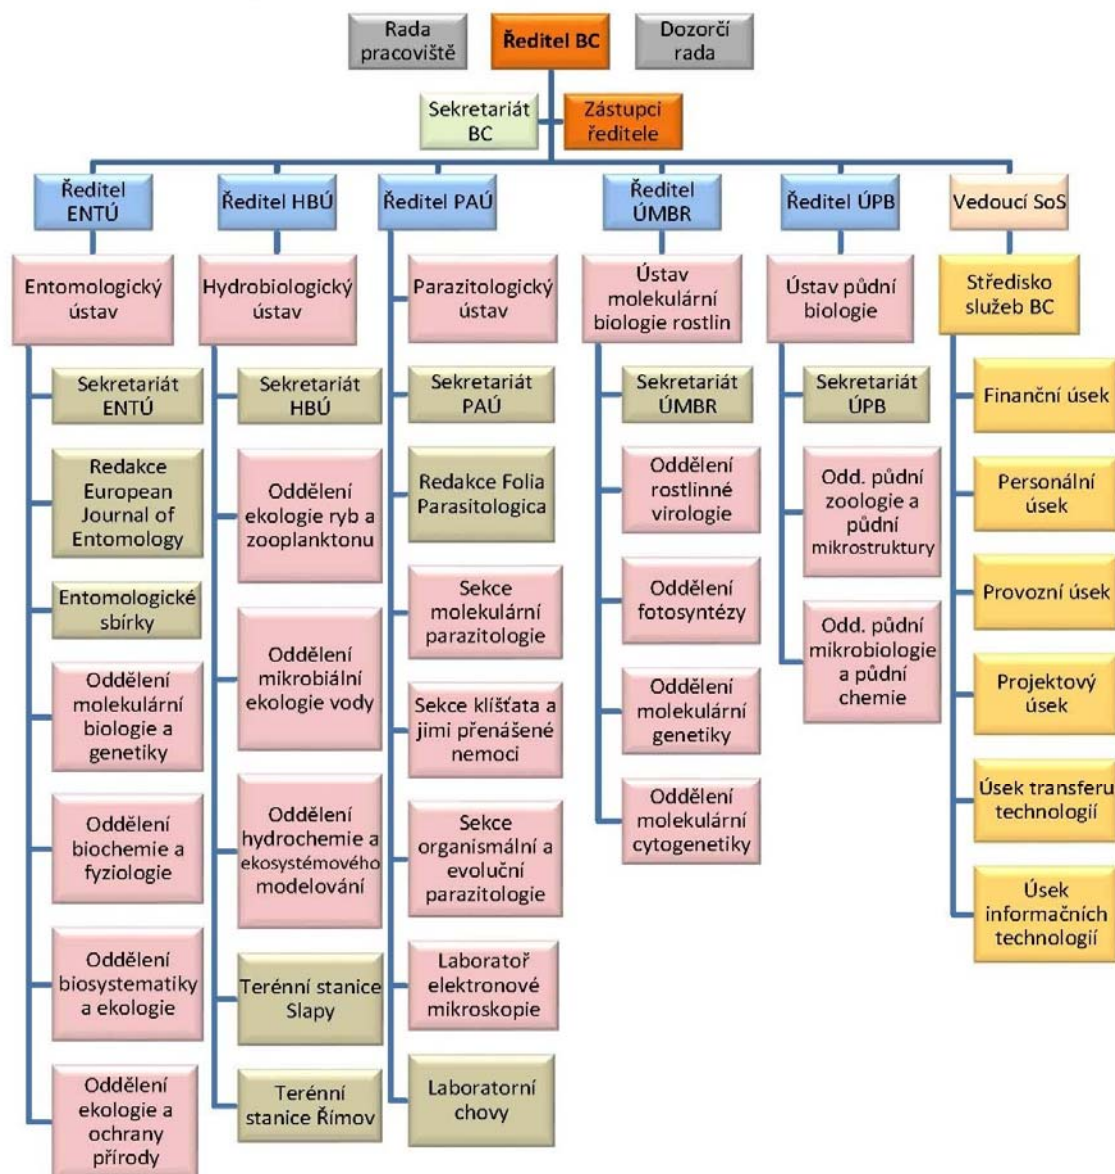 Rada
pracoviště
Ředitel BC
Dozorčí
rada
Sekretariát
BC
Zástupci
ředitele
Ředitel
ENTÚ
Ředitel HBÚ
Ředitel PAÚ
Ředitel
ÚMBR
Ředitel ÚPB
Vedoucí SoS
Entomologický
ústav
Hydrobiologický
ústav
Parazitologický
ústav
Ústav
molekulární
biologie rostlin
Ústav půdní
biologie
Středisko
služeb BC
Sekretariát
ENTÚ
Redakce
European
Journal of
Entomology
Entomologické
sbírky
Oddělení
molekulární
biologie a
genetiky
Oddělení
biochemie a
fyziologie
Oddělení
biosystematiky
a ekologie
Oddělení
ekologie a
ochrany
přírody
Sekretariát
HBÚ
Oddělení
ekologie ryb a
zooplanktonu
Oddělení
mikrobiální
ekologie vody
Oddělení
hydrochemie a
ekosystémového
modelování
Terénní stanice
Slapy
Terénní
stanice Římov
Sekretariát
PAÚ
Redakce Folia
Parasitologica
Sekce
molekulární
parazitologie
Sekce klíšťata a
jimi přenášené
nemoci
Sekce
organismální a
evoluční
parazitologie
Laboratoř
elektronové
mikroskopie
Laboratorní
chovy
Sekretariát
ÚMBR
Oddělení
rostlinné
virologie
Oddělení
fotosyntézy
Oddělení
molekulární
genetiky
Oddělení
molekulární
cytogenetiky
Sekretariát
ÚPB
Odd. půdní
zoologie a
půdní
mikrostruktury
Odd. půdní
mikrobiologie
a půdní
chemie
Finanční úsek
Personální
úsek
Provozní úsek
Projektový
úsek
Úsek transferu
technologií
Úsek
informačních
technologií